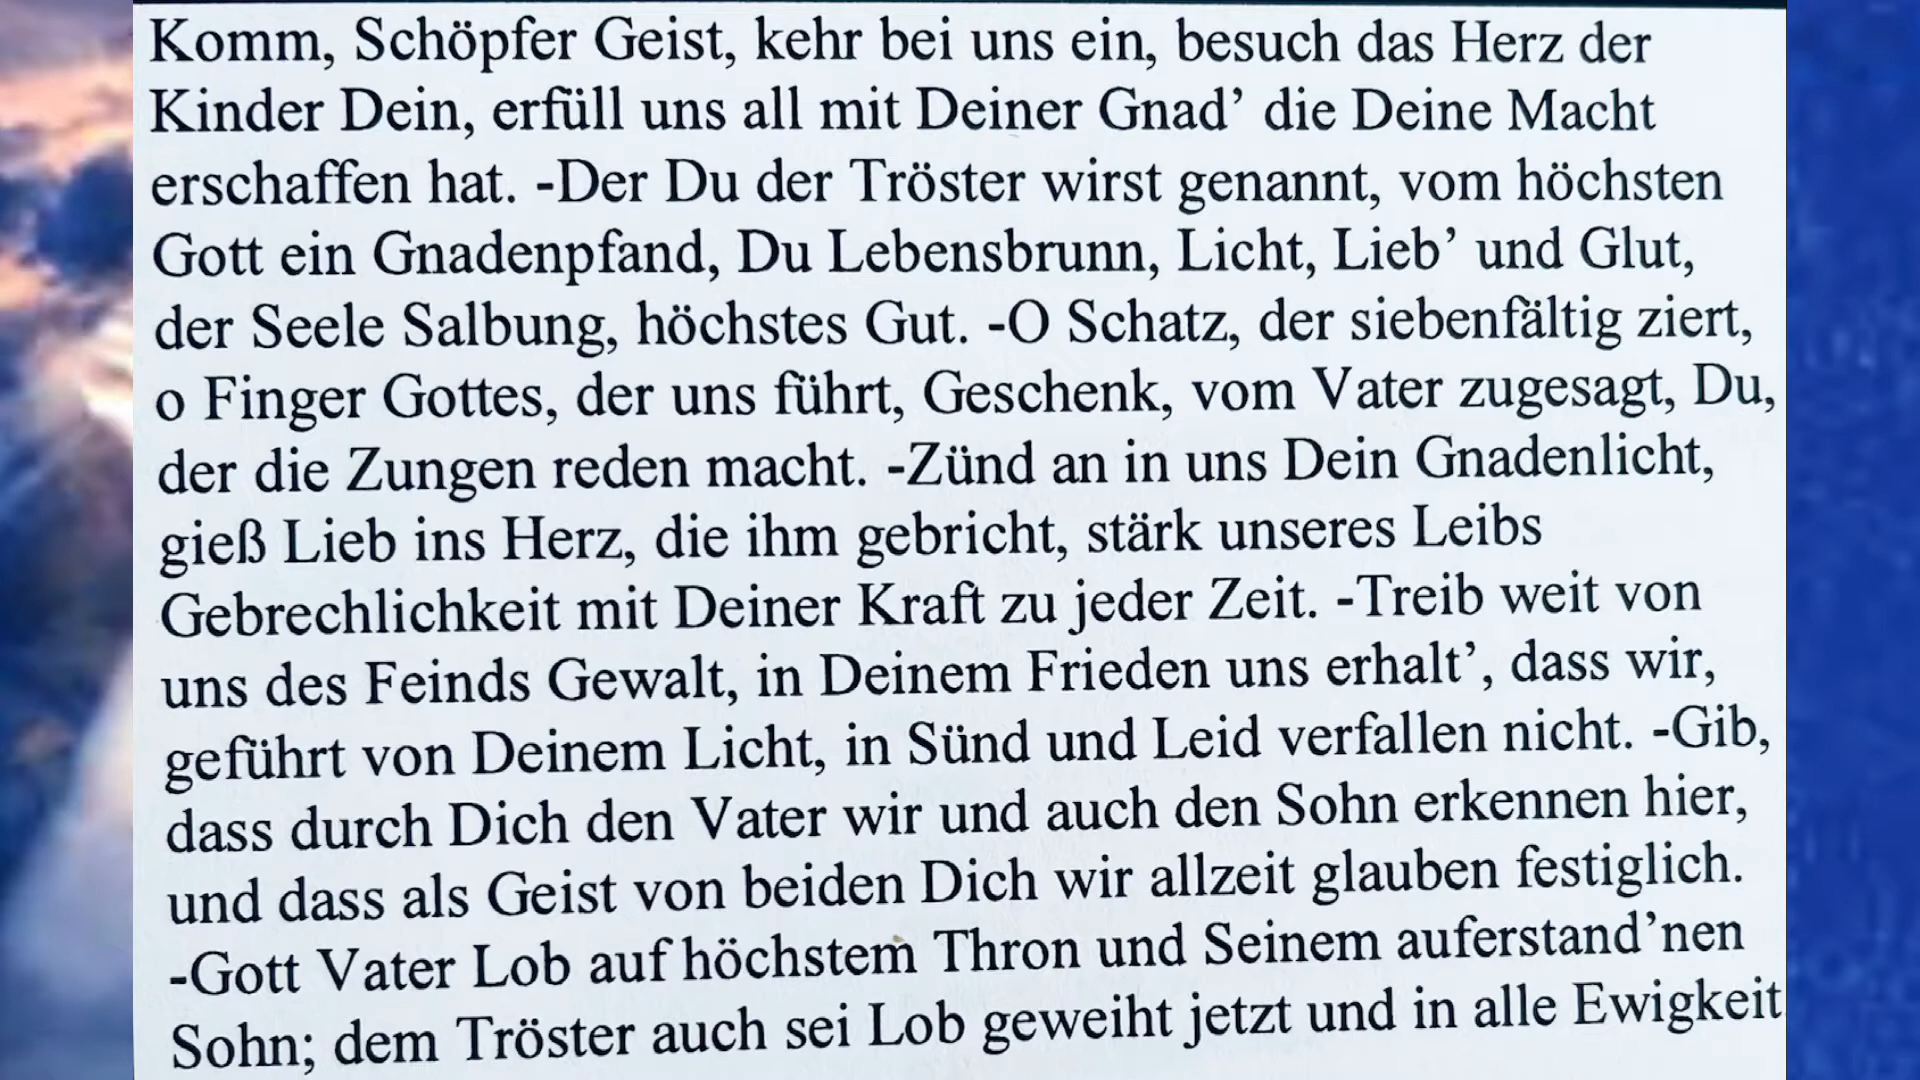 Komm, Schöpfer Geist, kehr bei uns ein, besuch das Herz der
Kinder Dein, erfüll uns all mit Deiner Gnad’ die Deine Macht
erschaffen hat. -Der Du der Tröster wirst genannt, vom höchsten
Gott ein Gnadenpfand, Du Lebensbrunn, Licht, Lieb’ und Glut,
der Seele Salbung, höchstes Gut. -O Schatz, der siebenfältig ziert,
o Finger Gottes, der uns führt, Geschenk, vom Vater zugesagt, Du,
der die Zungen reden macht. -Zünd an in uns Dein Gnadenlicht,
gieß Lieb ins Herz, die ihm gebricht, stärk unseres Leibs
Gebrechlichkeit mit Deiner Kraft zu jeder Zeit. -Treib weit von
uns des Feinds Gewalt, in Deinem Frieden uns erhalt’, dass wir,
geführt von Deinem Licht, in Sünd und Leid verfallen nicht. -Gib,
dass durch Dich den Vater wir und auch den Sohn erkennen hier,
und dass als Geist von beiden Dich wir allzeit glauben festiglich.
-Gott Vater Lob auf höchstem Thron und Seinem auferstand’nen
Sohn; dem Tröster auch sei Lob geweiht jetzt und in alle Ewigkeit